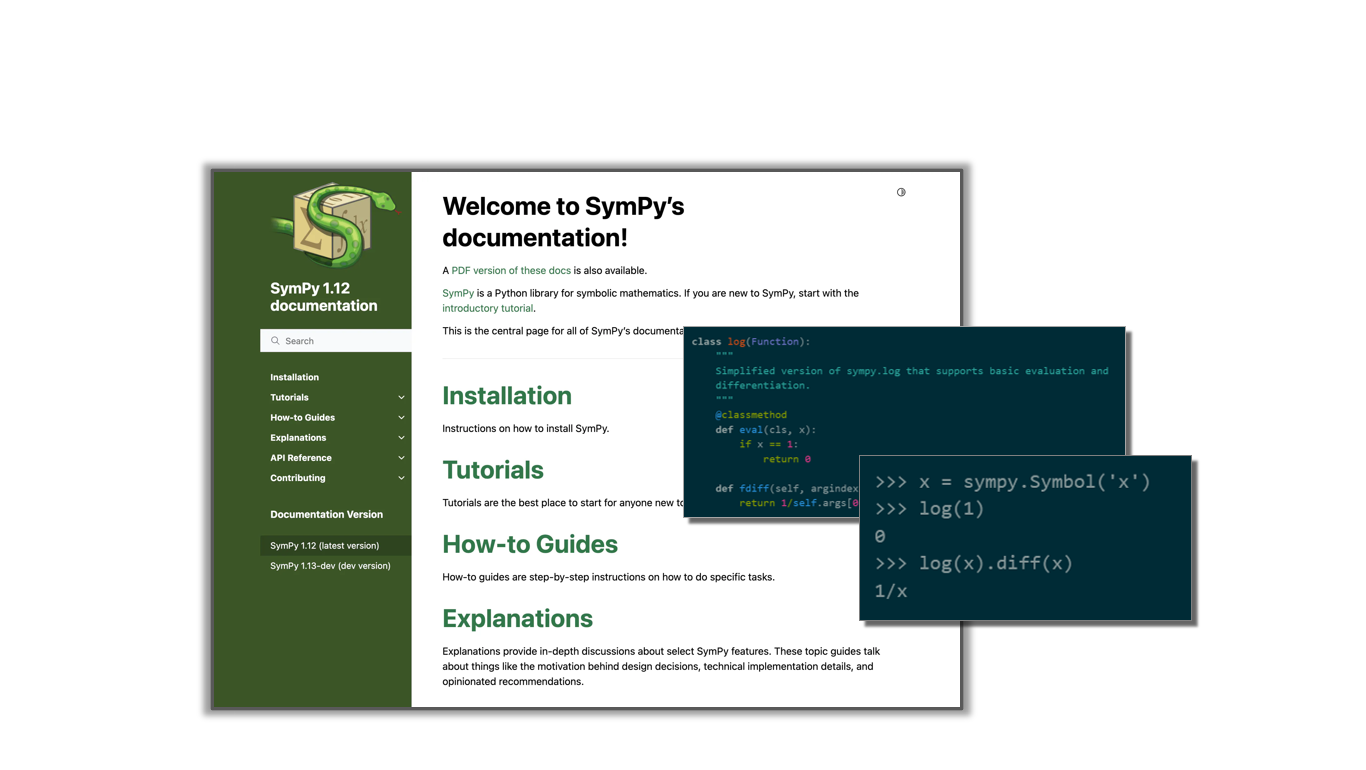 SymPy 1.12
documentation
Search
Installation
Tutorials
How-to Guides
Explanations
API Reference
Contributing
Documentation Version
SymPy 1.12 (latest version)
SymPy 1.13-dev (dev version)
Welcome to SymPy’s
documentation!
A PDF version of these docs is also available.
SymPy is a Python library for symbolic mathematics. If you are new to SymPy, start with the
introductory tutorial.
This is the central page for all of SymPy’s documenta
Installation
Instructions on how to install SymPy.
Tutorials
Tutorials are the best place to start for anyone new to
How-to Guides
How-to guides are step-by-step instructions on how to do specific tasks.
Explanations
Explanations provide in-depth discussions about select SymPy features. These topic guides talk
about things like the motivation behind design decisions, technical implementation details, and
opinionated recommendations.
class log(Function):
"""
Simplified version of sympy.log that supports basic evaluation and
differentiation.
"""
@classmethod
def eval(cls, x):
if x == 1:
return 0
def fdiff(self, argindex
return 1/self.args[0
>>> x = sympy.Symbol('x')
>>> log(1)
0
>>> log(x).diff(x)
1/x